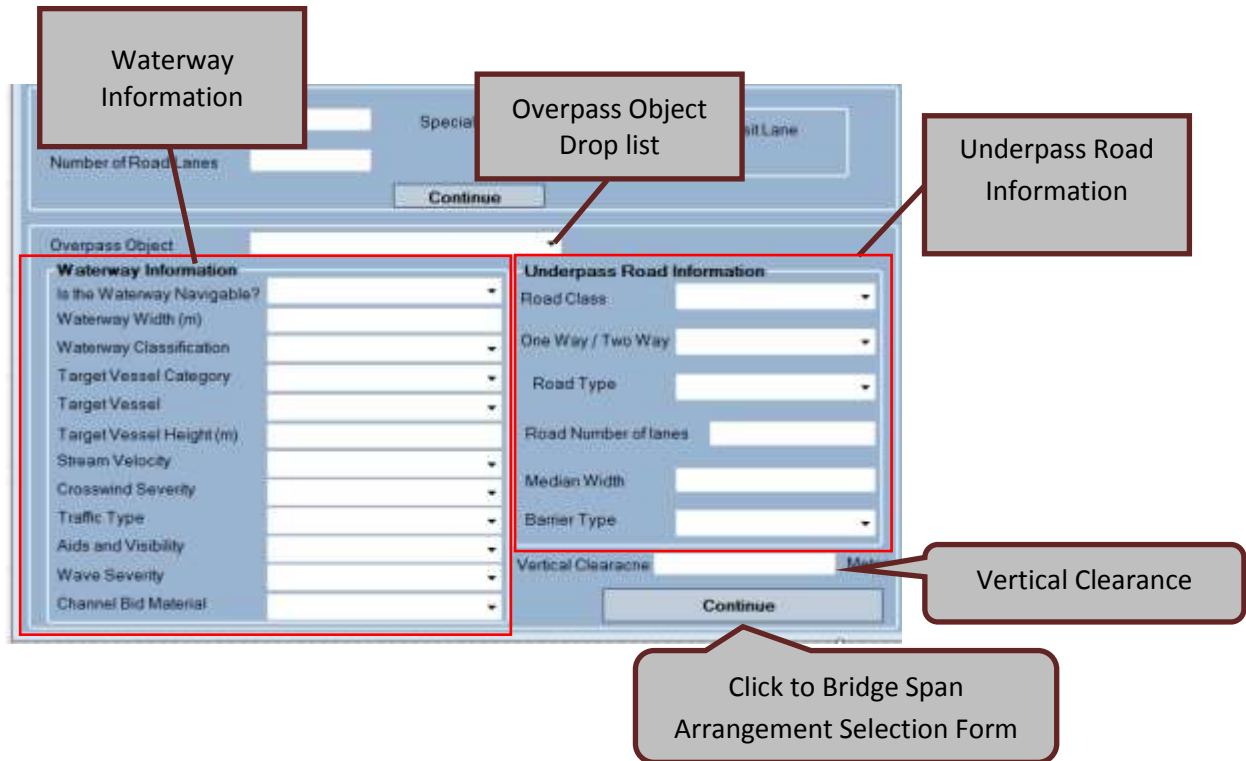 Waterway
Information
Overpass Object
Drop list
Underpass Road
Information
Special
sit Lane
Number of Road Lanes
Continue
Overpass Object
Waterway Information
Is the Waterway Navigable?
Waterway Width (m)
Waterway Classification
Target Vessel Category
Target Vessel
Target Vessel Height (m)
Stream Velocity
Crosswind Severity
Traffic Type
Aids and Visibility
Wave Severity
Channel Bid Material
Underpass Road Information
Road Class
One Way / Two Way
Road Type
Road Number of lanes
Median Width
Barrier Type
Vertical Clearacne
Continue
Vertical Clearance
Click to Bridge Span
Arrangement Selection Form